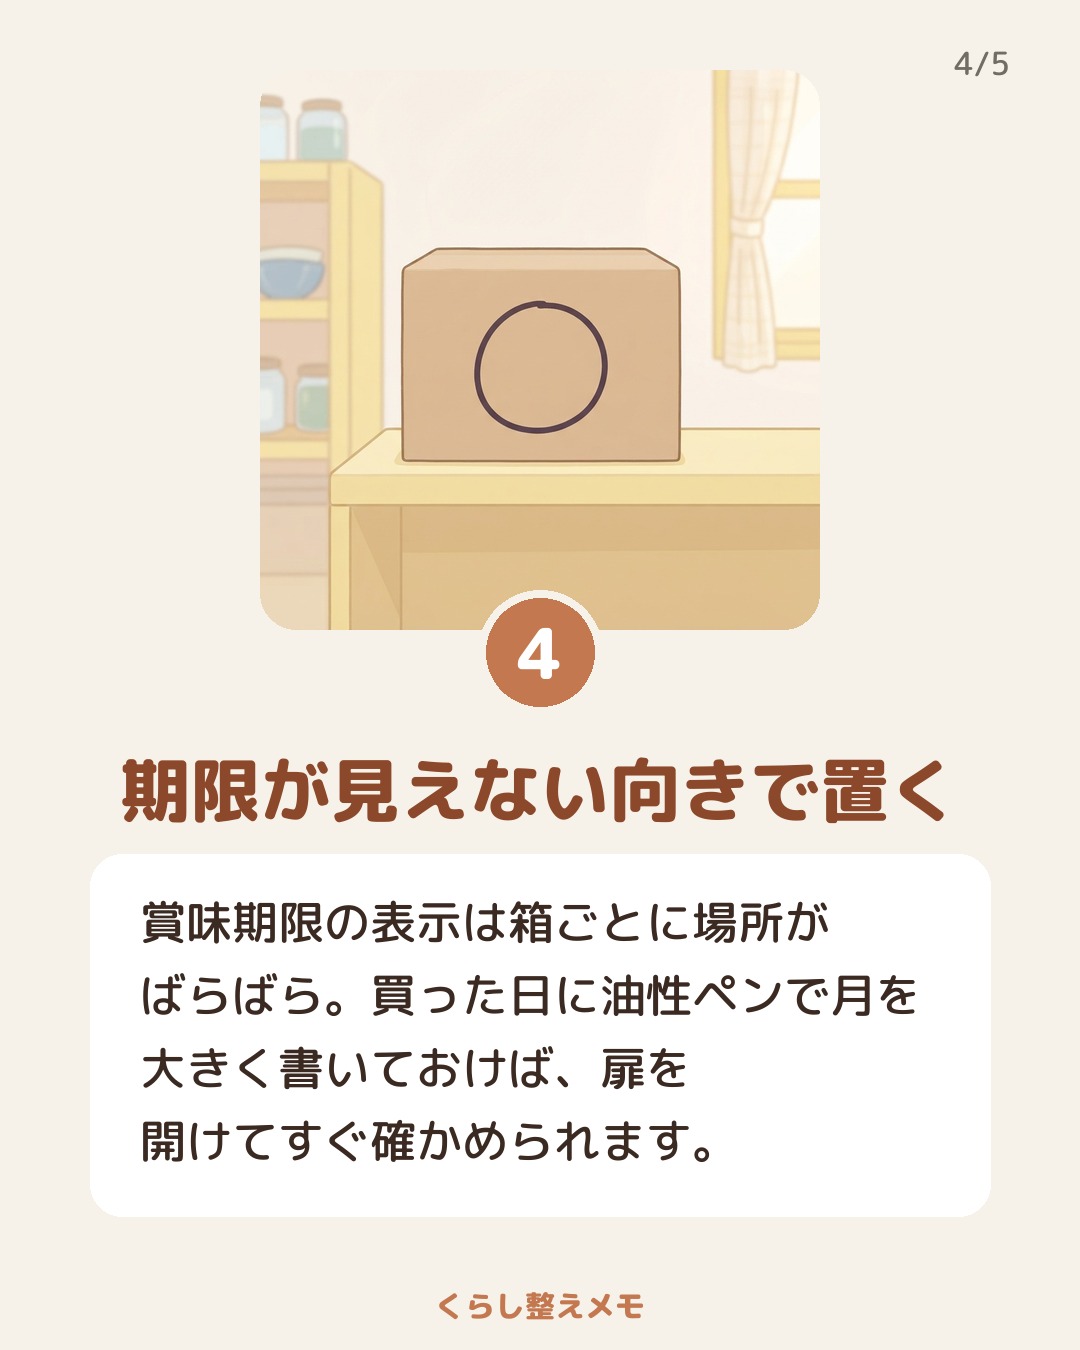 4/5
4
期限が見えない向きで置く
賞味期限の表示は箱ごとに場所が
ばらばら。買った日に油性ペンで月を
大きく書いておけば、扉を
開けてすぐ確かめられます。
くらし整えメモ